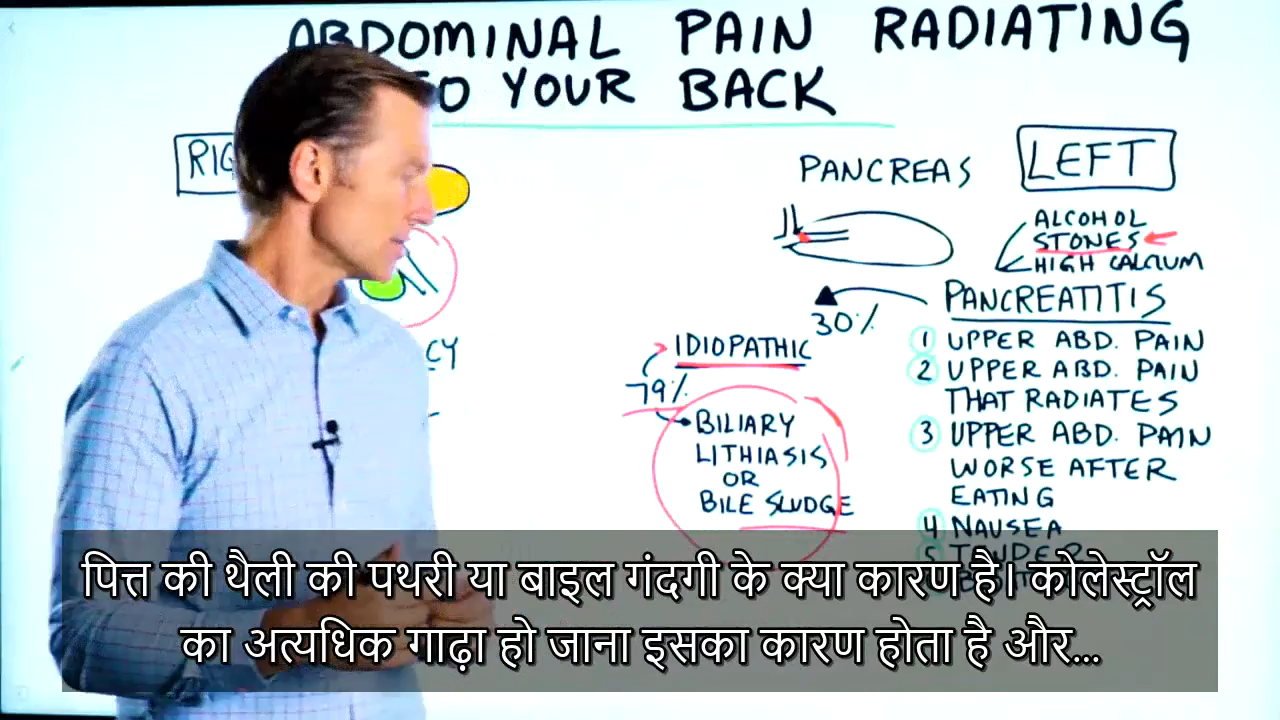 ABDOMINAL PAIN RADIATING
TO YOUR BACK
PANCREAS
LEFT
ALCOHOL
STONES
HIGH CALCIUM
PANCREATITIS
30%
1 UPPER ABD. PAIN
2 UPPER ABD. PAIN
THAT RADIATES
3 UPPER ABD. PAIN
WORSE AFTER
EATING
4 NAUSEA
5
IDIOPATHIC
79%
BILIARY
LITHIASIS
OR
BILE SLUDGE
पित्त की थैली की पथरी या बाइल गंदगी के क्या कारण है। कोलेस्ट्रॉल
का अत्यधिक गाढ़ा हो जाना इसका कारण होता है और...